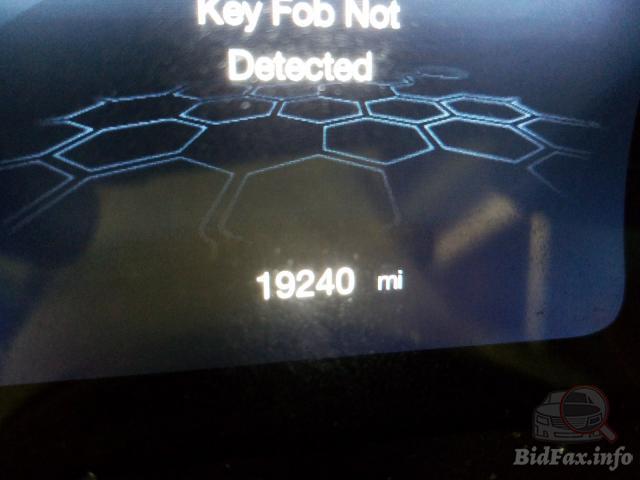 Key Fob Not
Detected
19240 mi
BidFax.info